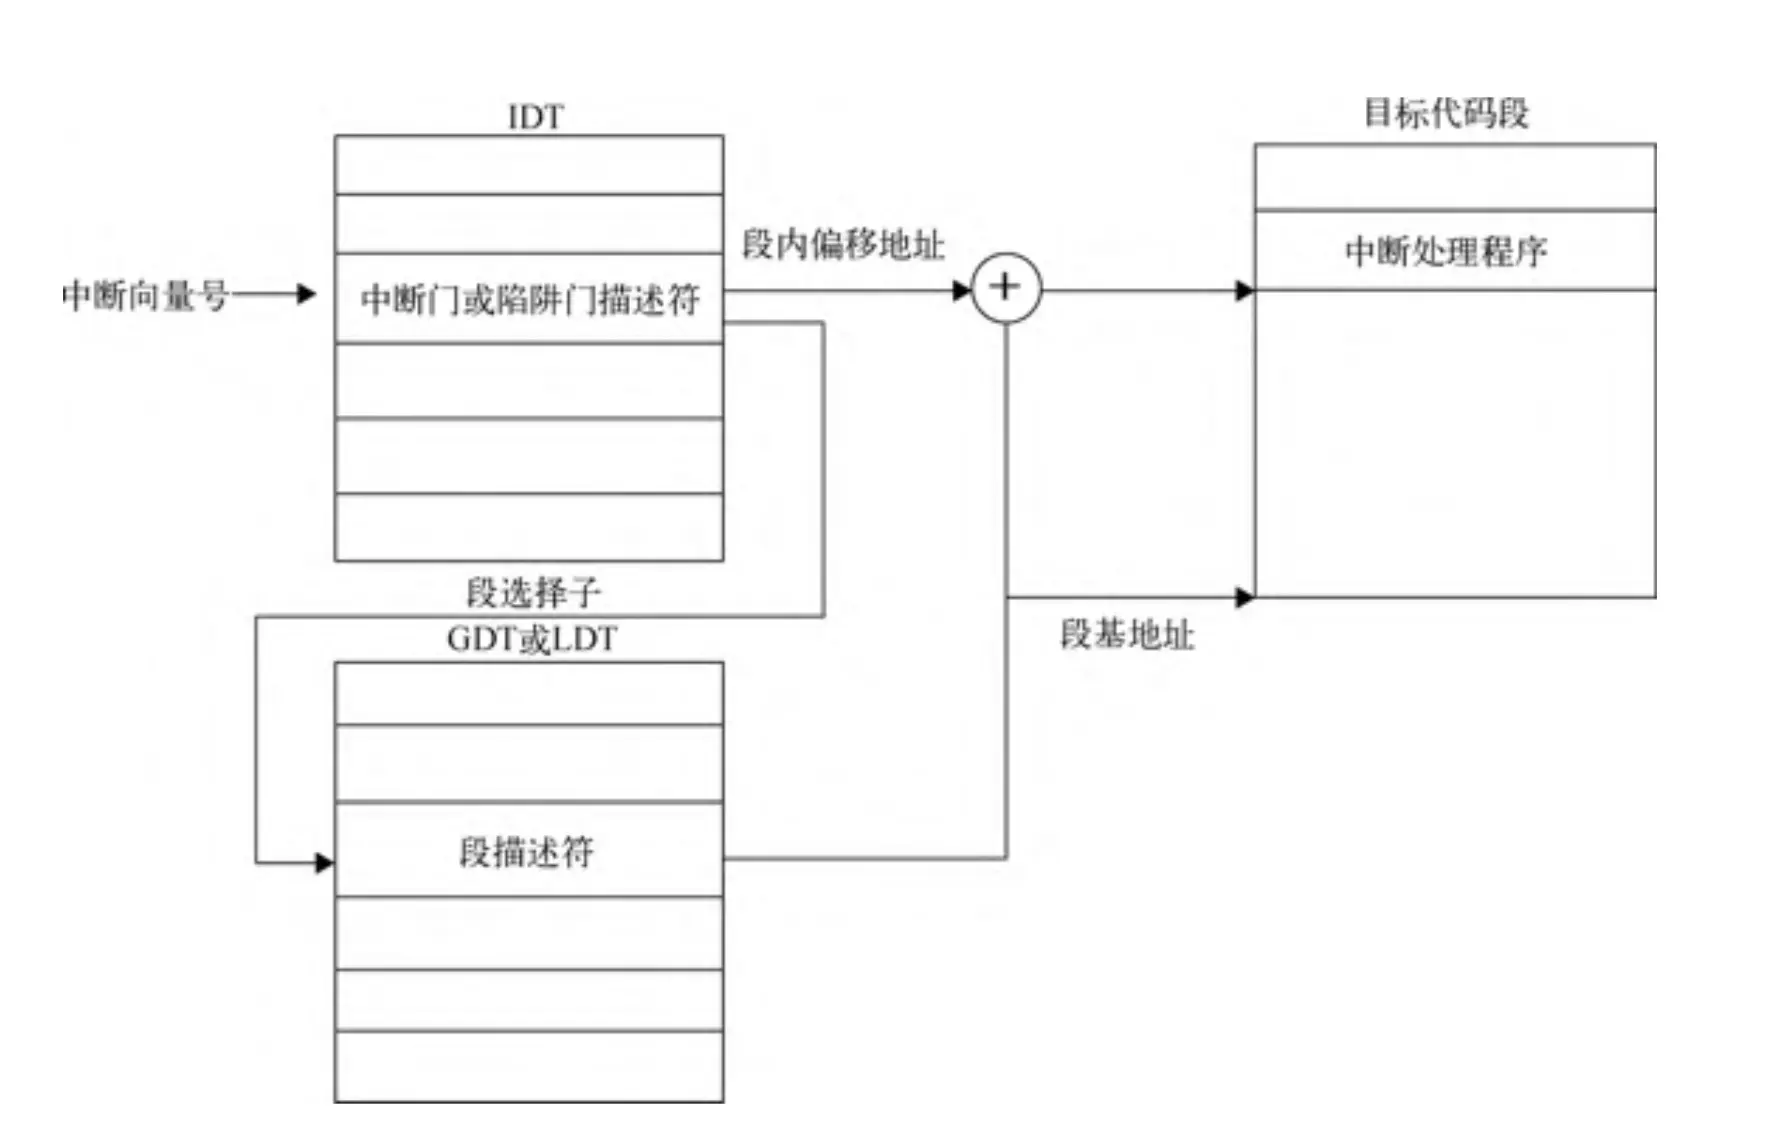 IDT
目标代码段
段内偏移地址
中断处理程序
中断向量号
中断门或陷阱门描述符
+
段选择子
GDT或LDT
段基地址
段描述符